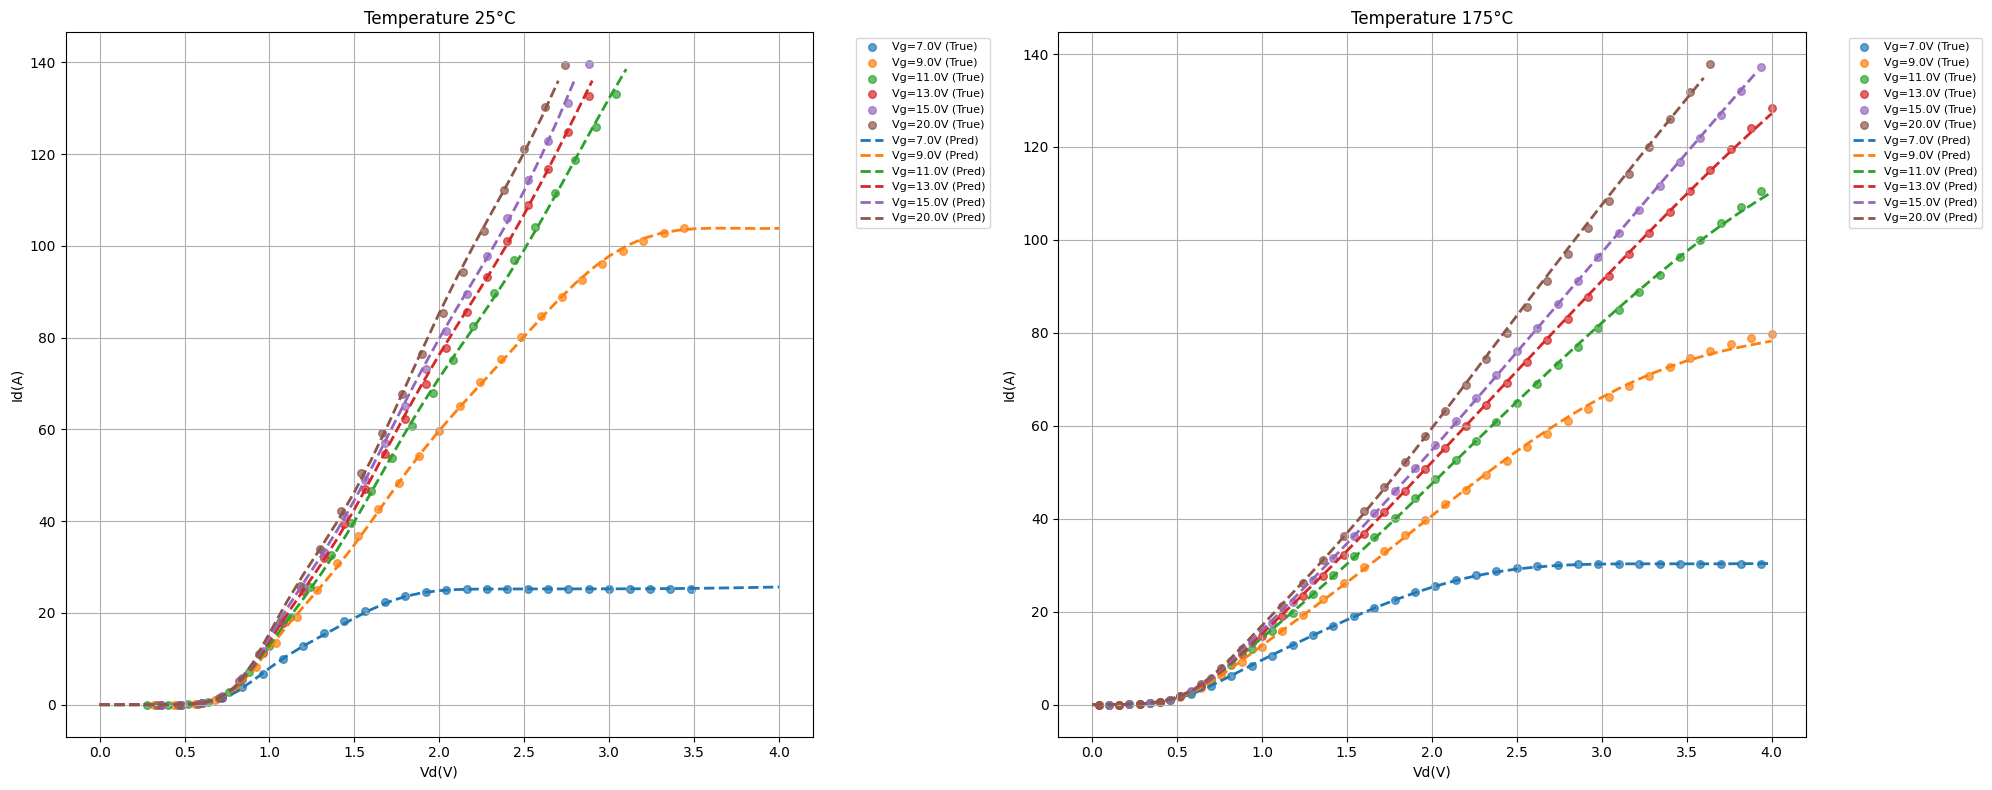 Temperature 25°C
140
120
100
80
60
40
20
0
Id(A)
0.0 0.5 1.0 1.5 2.0 2.5 3.0 3.5 4.0
Vd(V)
Vg=7.0V (True)
Vg=9.0V (True)
Vg=11.0V (True)
Vg=13.0V (True)
Vg=15.0V (True)
Vg=20.0V (True)
Vg=7.0V (Pred)
Vg=9.0V (Pred)
Vg=11.0V (Pred)
Vg=13.0V (Pred)
Vg=15.0V (Pred)
Vg=20.0V (Pred)
Temperature 175°C
140
120
100
80
60
40
20
0
Id(A)
0.0 0.5 1.0 1.5 2.0 2.5 3.0 3.5 4.0
Vd(V)
Vg=7.0V (True)
Vg=9.0V (True)
Vg=11.0V (True)
Vg=13.0V (True)
Vg=15.0V (True)
Vg=20.0V (True)
Vg=7.0V (Pred)
Vg=9.0V (Pred)
Vg=11.0V (Pred)
Vg=13.0V (Pred)
Vg=15.0V (Pred)
Vg=20.0V (Pred)